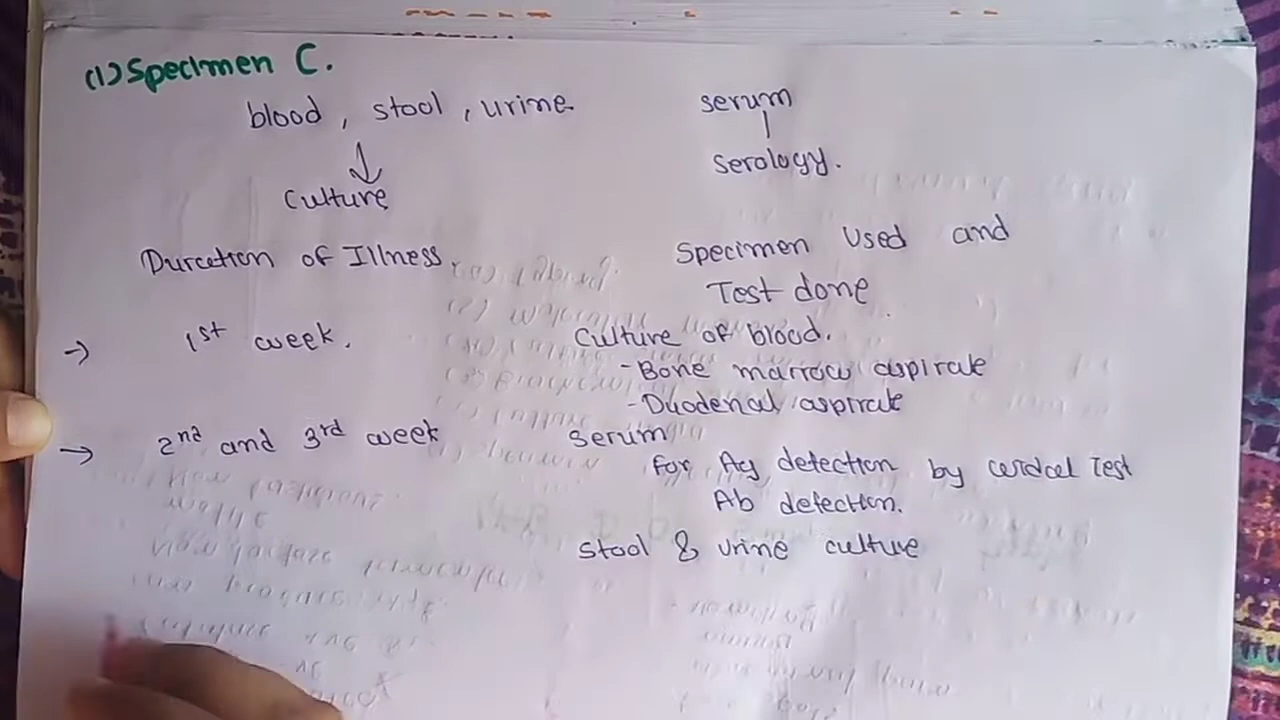 (1) Specimen C.
blood, stool, urine
serum
Culture
Serology.
Duration of Illness.
Specimen Used and
Test done
→ 1st week.
Culture of blood.
- Bone marrow aspirate
- Duodenal aspirate
→ 2nd and 3rd week
serum
for Ag detection by Test
Ab detection.
stool & urine culture